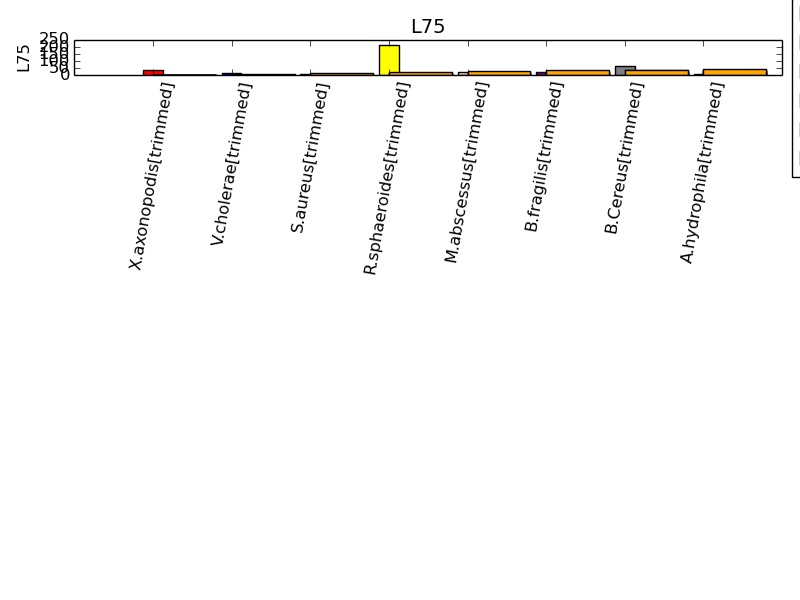 L75
L75
250
200
150
100
50
0
X.axonopodis[trimmed]
V.cholerae[trimmed]
S.aureus[trimmed]
R.sphaeroides[trimmed]
M.abscessus[trimmed]
B.fragilis[trimmed]
B.Cereus[trimmed]
A.hydrophila[trimmed]